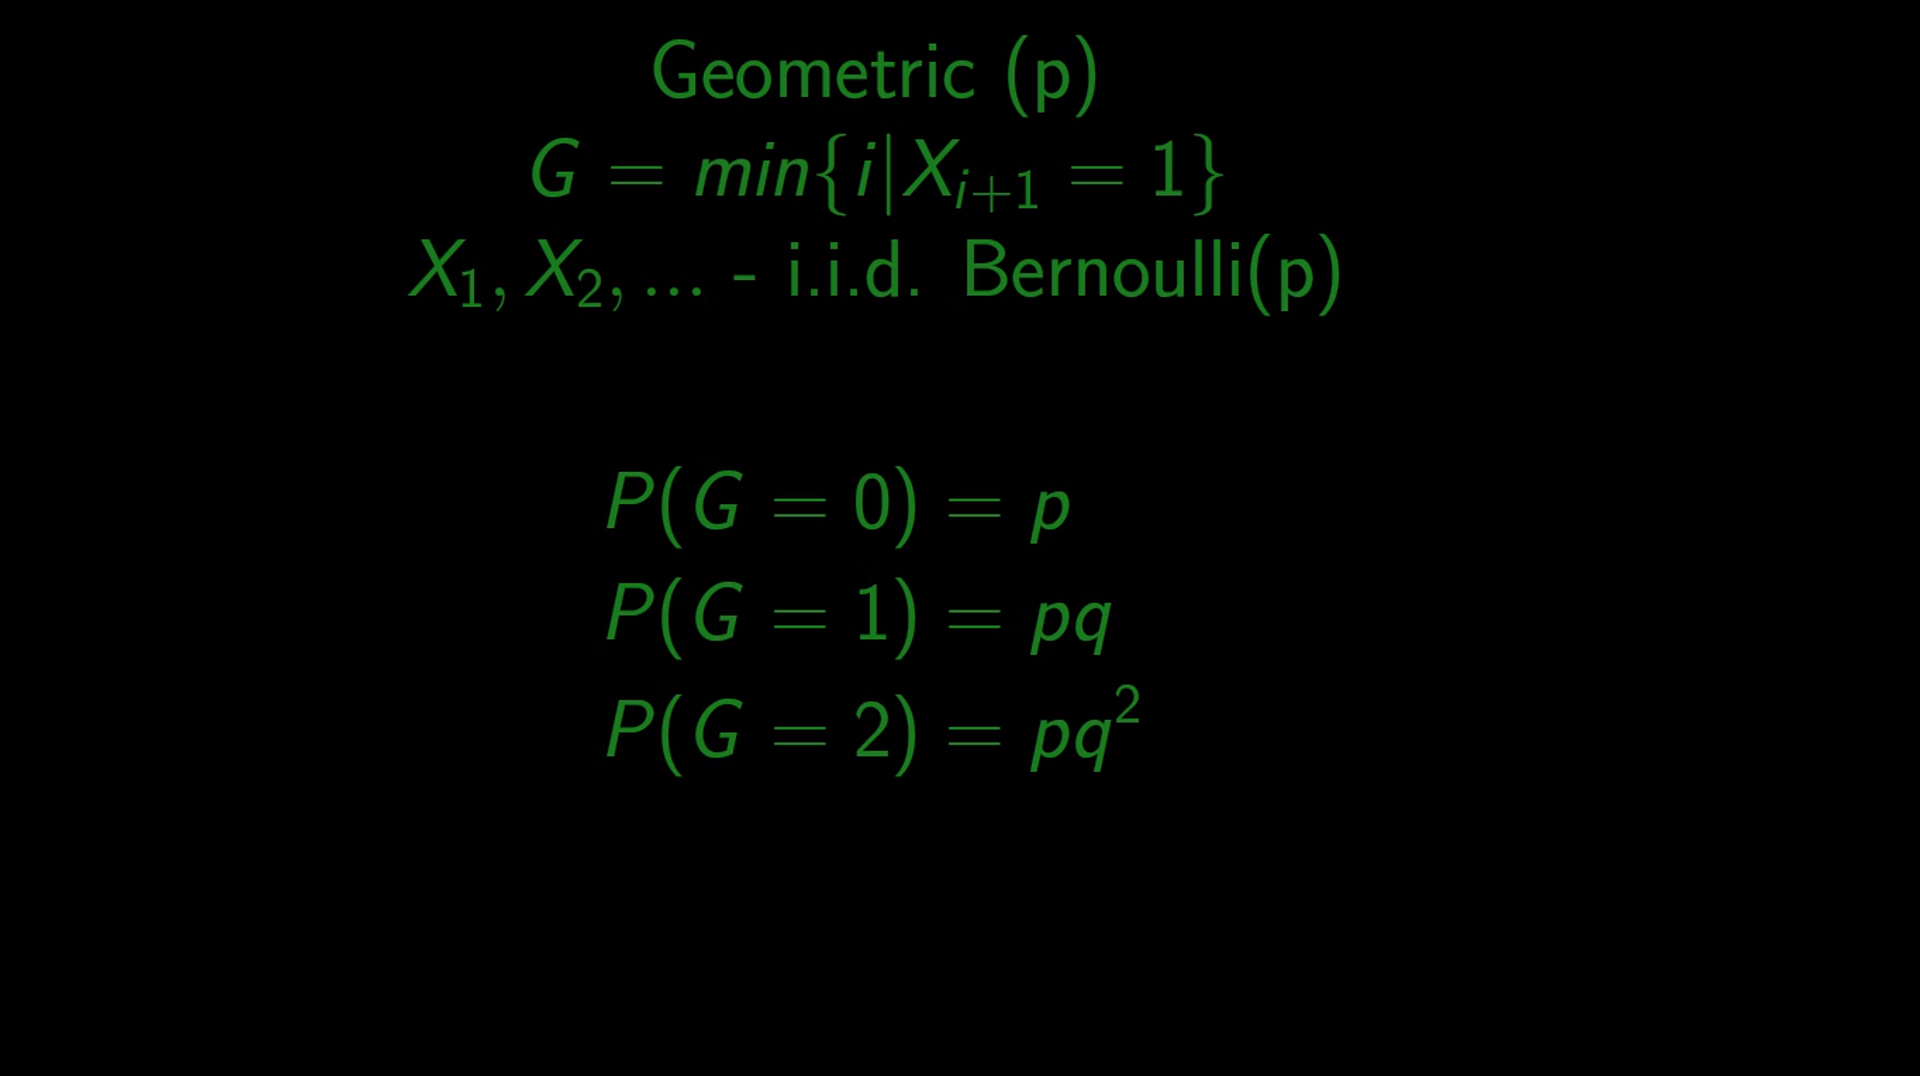 Geometric (p)
G = min{i|X_{i+1} = 1}
X_1, X_2, ... - i.i.d. Bernoulli(p)
P(G = 0) = p
P(G = 1) = pq
P(G = 2) = pq^2